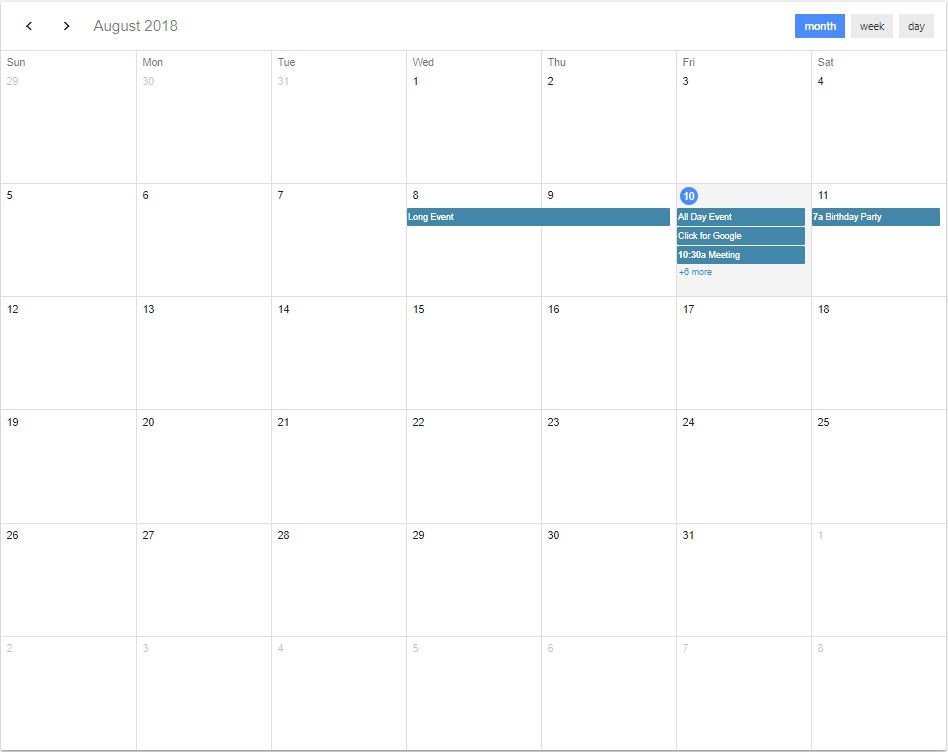 August 2018
month week day
Sun Mon Tue Wed Thu Fri Sat
29 30 31 1 2 3 4
5 6 7 8 9 10 11
Long Event All Day Event 7a Birthday Party
Click for Google
10:30a Meeting
+6 more
12 13 14 15 16 17 18
19 20 21 22 23 24 25
26 27 28 29 30 31 1
2 3 4 5 6 7 8